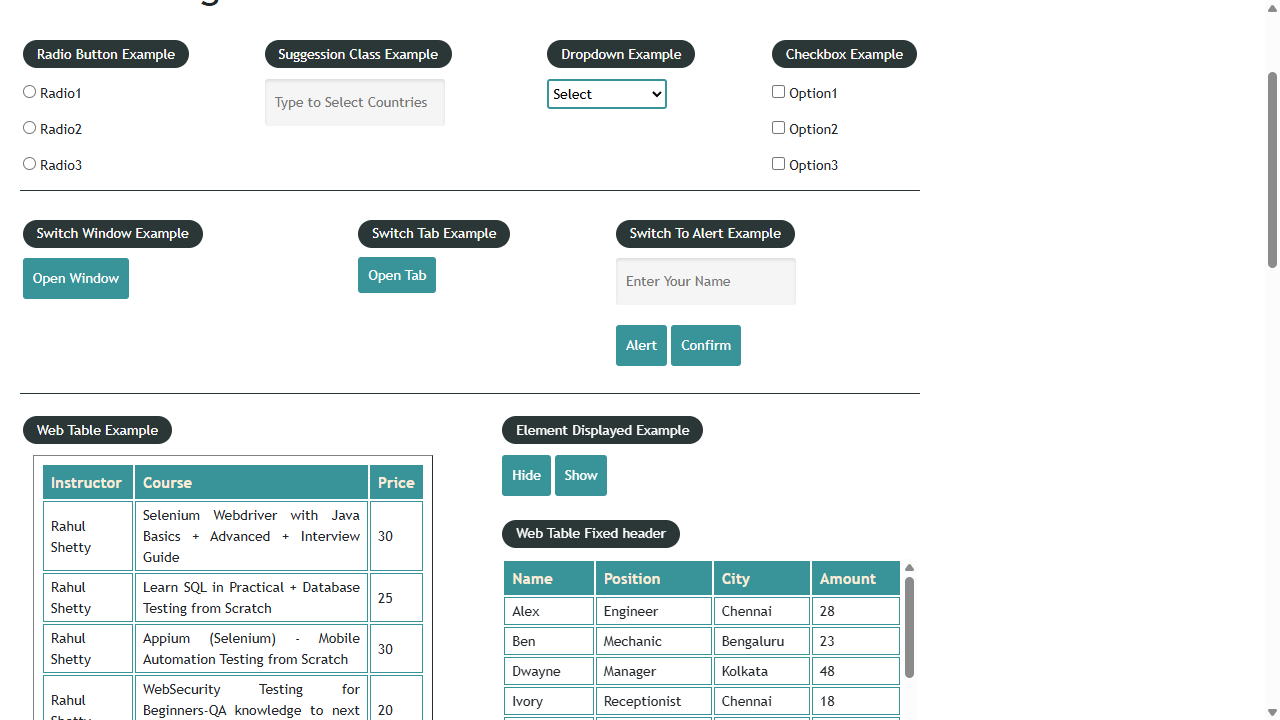 Radio Button Example
Suggession Class Example
Dropdown Example
Checkbox Example
Radio1
Radio2
Radio3
Type to Select Countries
Select
Option1
Option2
Option3
Switch Window Example
Switch Tab Example
Switch To Alert Example
Open Window
Open Tab
Enter Your Name
Alert Confirm
Web Table Example
Instructor Course Price
Rahul Shetty Selenium Webdriver with Java Basics + Advanced + Interview Guide 30
Rahul Shetty Learn SQL in Practical + Database Testing from Scratch 25
Rahul Shetty Appium (Selenium) - Mobile Automation Testing from Scratch 30
Rahul Shetty WebSecurity Testing for Beginners-QA knowledge to next 20
Element Displayed Example
Hide Show
Web Table Fixed header
Name Position City Amount
Alex Engineer Chennai 28
Ben Mechanic Bengaluru 23
Dwayne Manager Kolkata 48
Ivory Receptionist Chennai 18